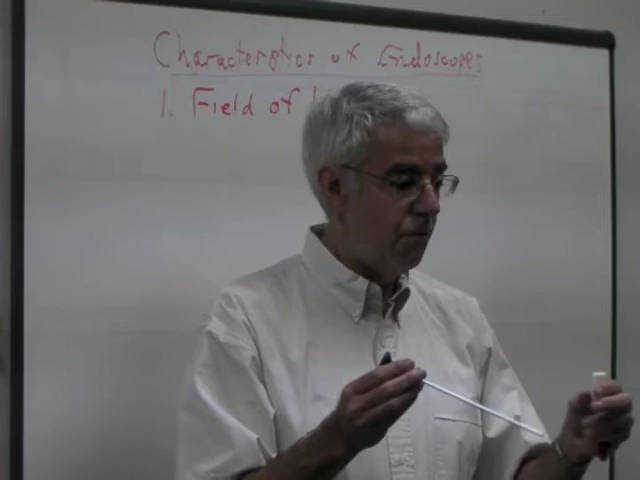 Characteristics of Endoscopes
1. Field of